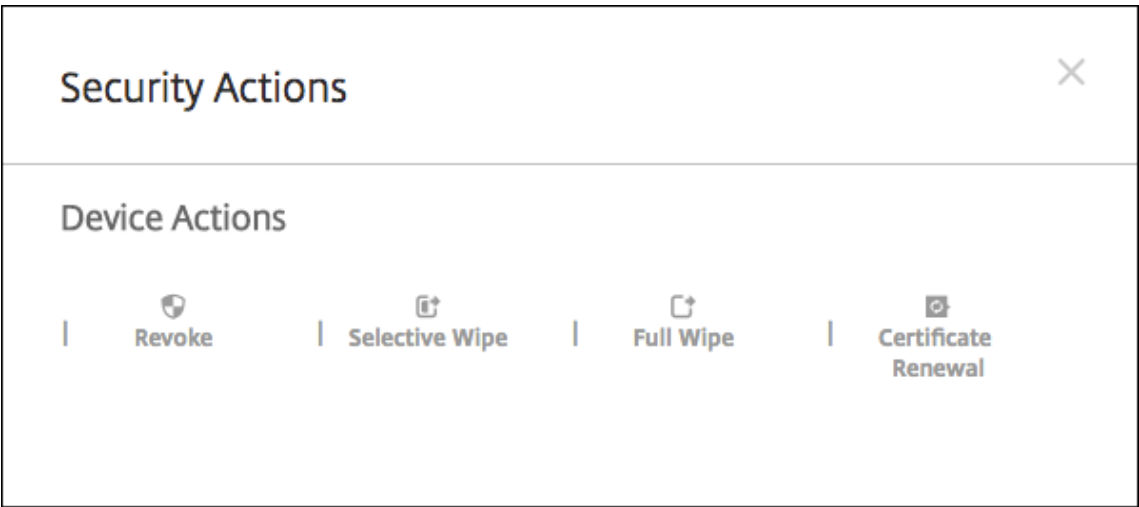 Security Actions
Device Actions
Revoke
Selective Wipe
Full Wipe
Certificate
Renewal